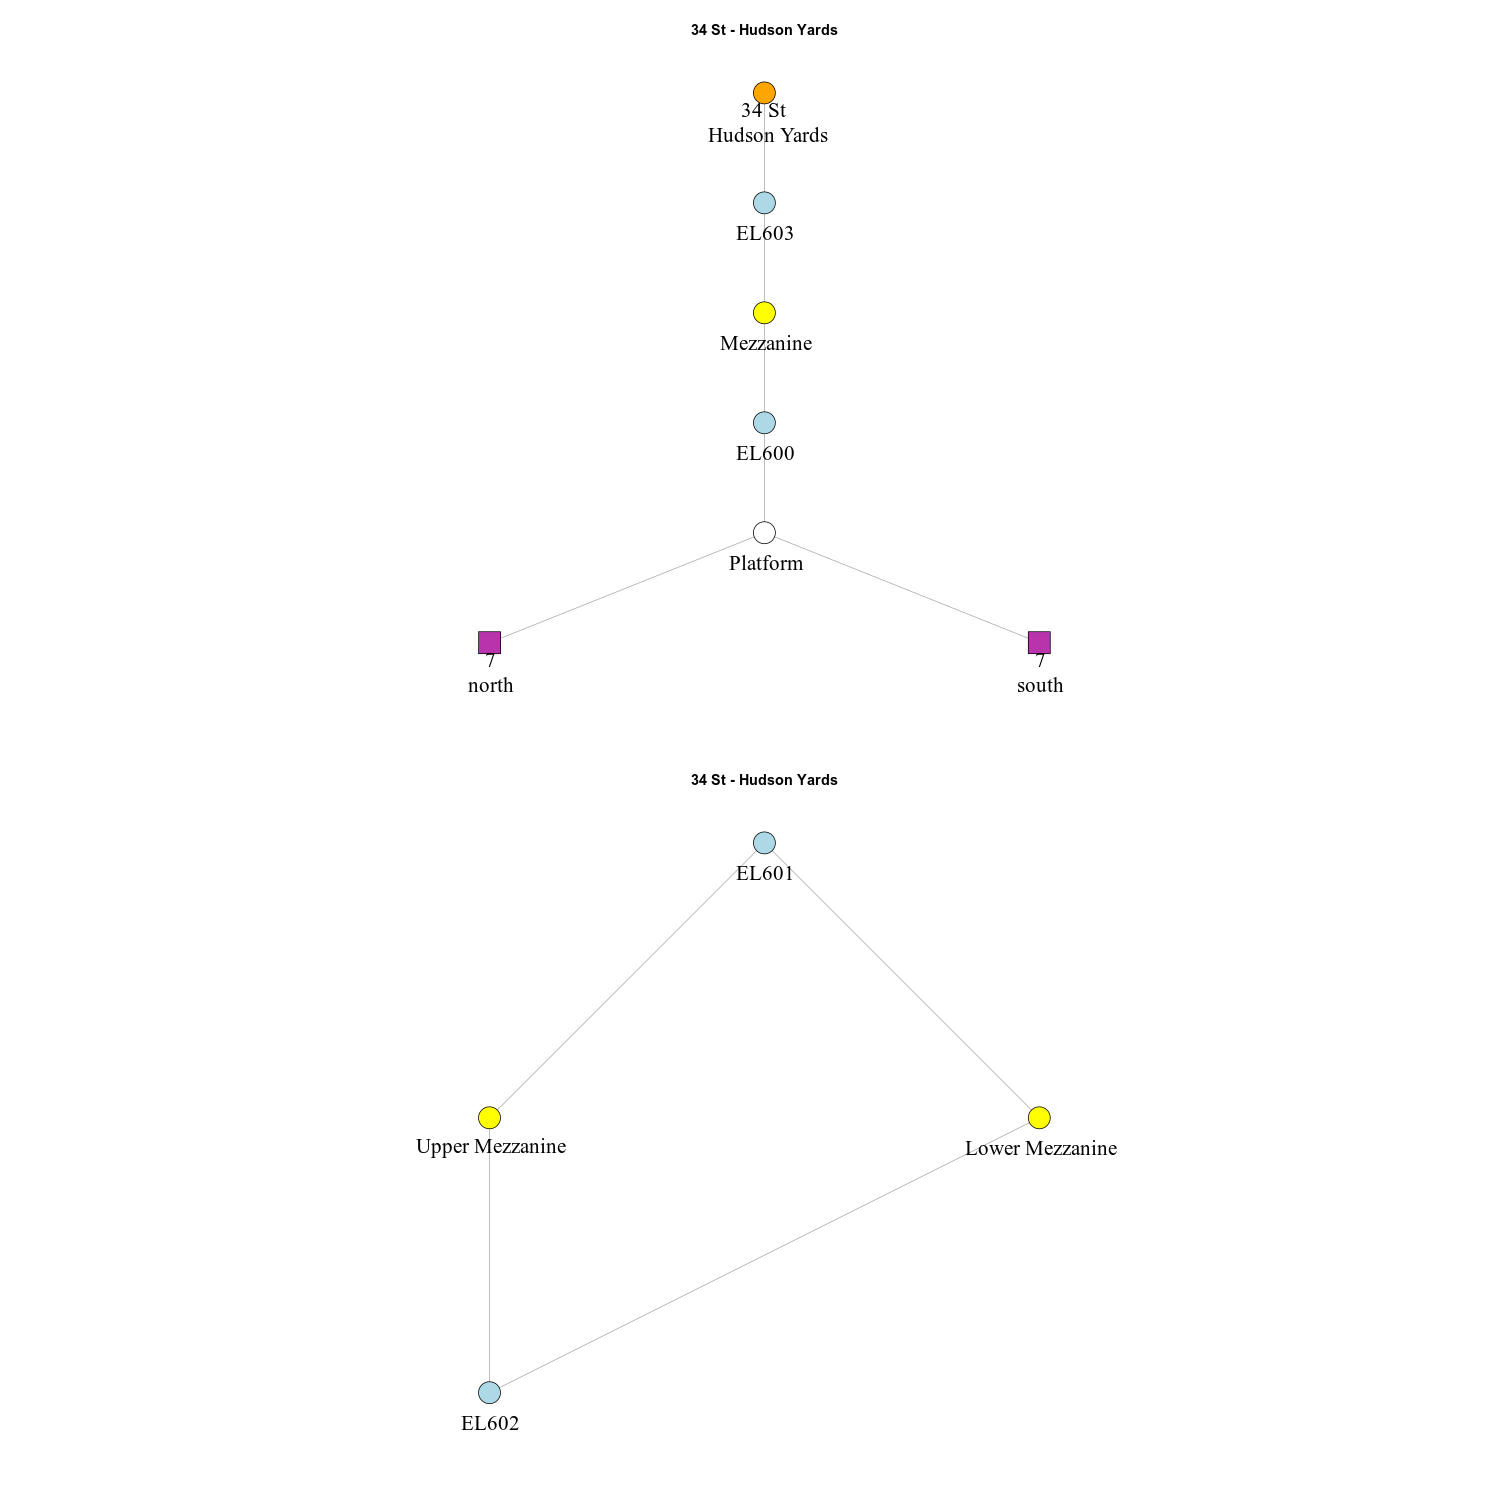 34 St - Hudson Yards
34 St
Hudson Yards
EL603
Mezzanine
EL600
Platform
7
north
7
south
34 St - Hudson Yards
EL601
Upper Mezzanine
Lower Mezzanine
EL602